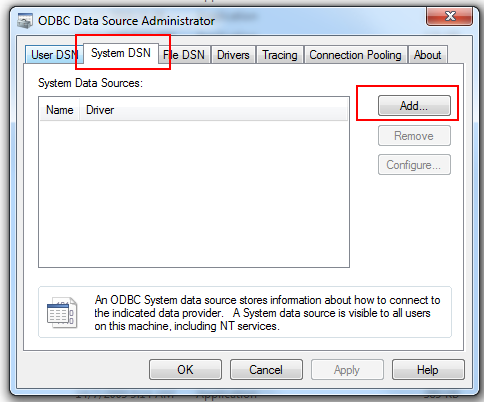 ODBC Data Source Administrator
User DSN System DSN File DSN Drivers Tracing Connection Pooling About
System Data Sources:
Name Driver
Add...
Remove
Configure...
An ODBC System data source stores information about how to connect to
the indicated data provider. A System data source is visible to all users
on this machine, including NT services.
OK Cancel Apply Help